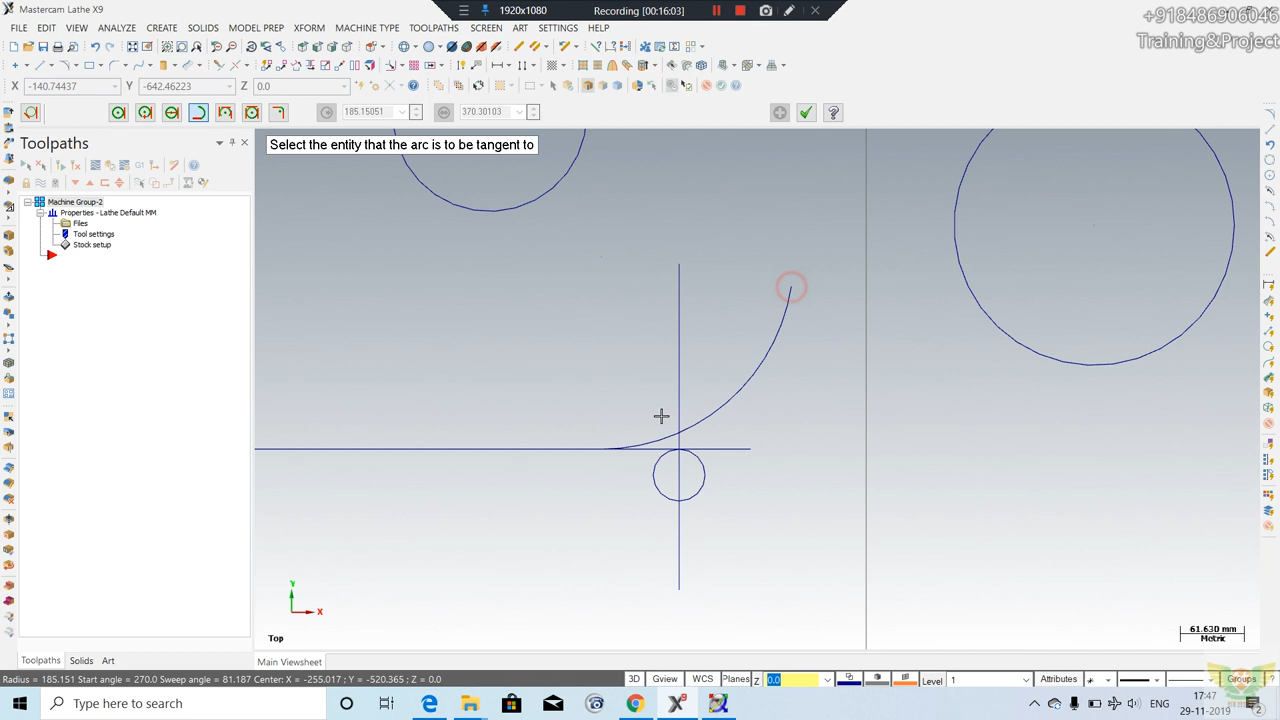 1920x1080
Recording [00:16:03]
+918486906046
Mastercam Lathe X9
Training&Project
FILE EDIT VIEW ANALYZE CREATE SOLIDS MODEL PREP XFORM MACHINE TYPE TOOLPATHS SCREEN ART SETTINGS HELP
X -140.74437 Y -642.46223 Z 0.0
185.15051 370.30103
Toolpaths
Select the entity that the arc is to be tangent to
G1
Machine Group-2
Properties - Lathe Default MM
Files
Tool settings
Stock setup
Y
X
Top
61.630 mm
Metric
Toolpaths Solids Art
Main Viewsheet
Radius = 185.151 Start angle = 270.0 Sweep angle = 81.187 Center: X = -255.017 Y = -520.365; Z = 0.0
3D Gview WCS Planes Z 0.0 Level 1 Attributes Groups ?
Type here to search
ENG
17:47
29-11-2019
2